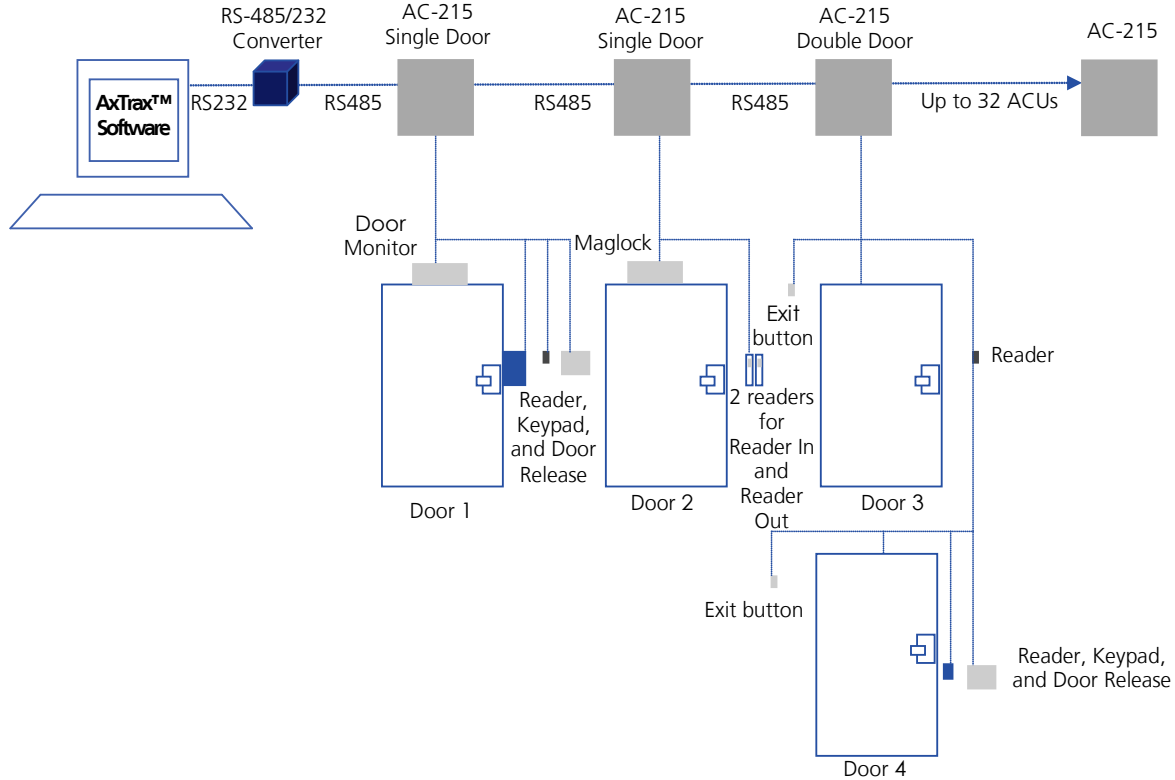 RS-485/232
Converter
AC-215
Single Door
AC-215
Single Door
AC-215
Double Door
AC-215
AxTrax™
Software
RS232
RS485
RS485
RS485
Up to 32 ACUs
Door
Monitor
Maglock
Exit
button
Reader
Reader,
Keypad,
and Door
Release
2 readers
for
Reader In
and
Reader
Out
Door 1
Door 2
Door 3
Exit button
Reader, Keypad,
and Door Release
Door 4